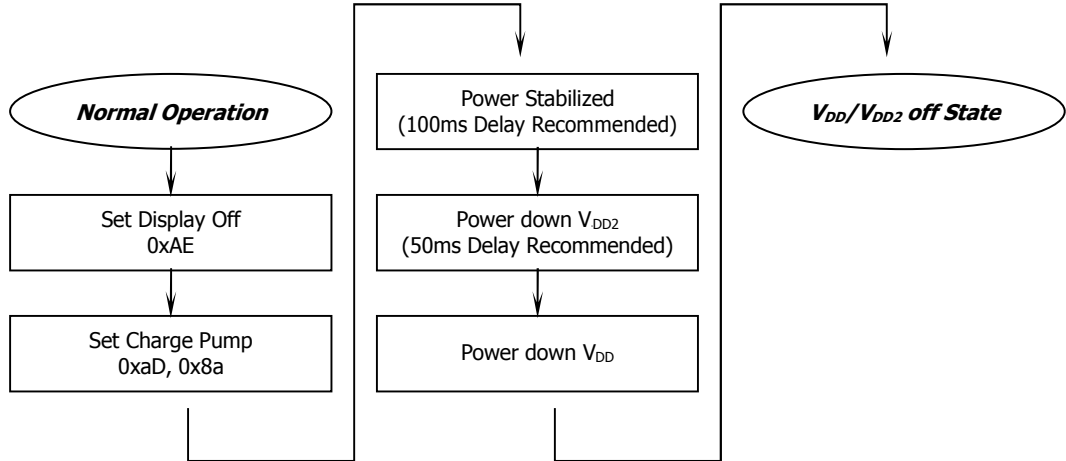 Normal Operation
Set Display Off
0xAE
Set Charge Pump
0xaD, 0x8a
Power Stabilized
(100ms Delay Recommended)
Power down VDD2
(50ms Delay Recommended)
Power down VDD
VDD/VDD2 off State